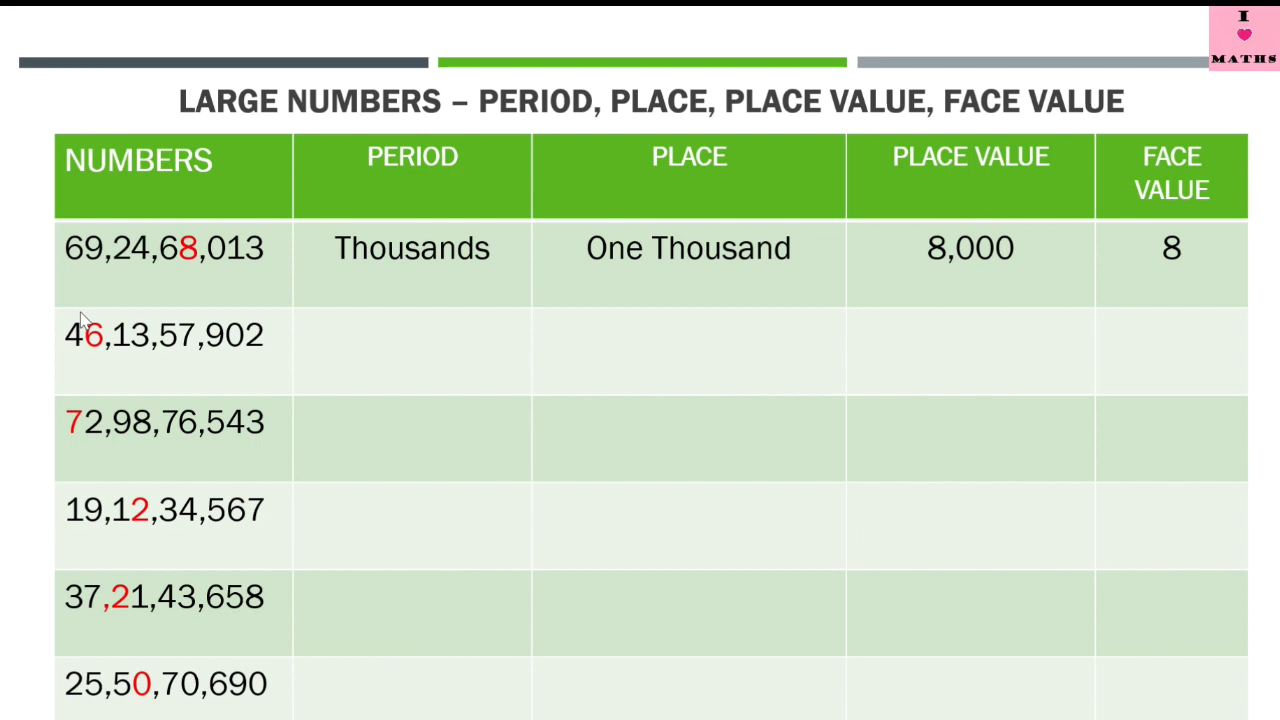 I
MATHS
LARGE NUMBERS – PERIOD, PLACE, PLACE VALUE, FACE VALUE
NUMBERS PERIOD PLACE PLACE VALUE FACE VALUE
69,24,68,013 Thousands One Thousand 8,000 8
46,13,57,902
72,98,76,543
19,12,34,567
37,21,43,658
25,50,70,690